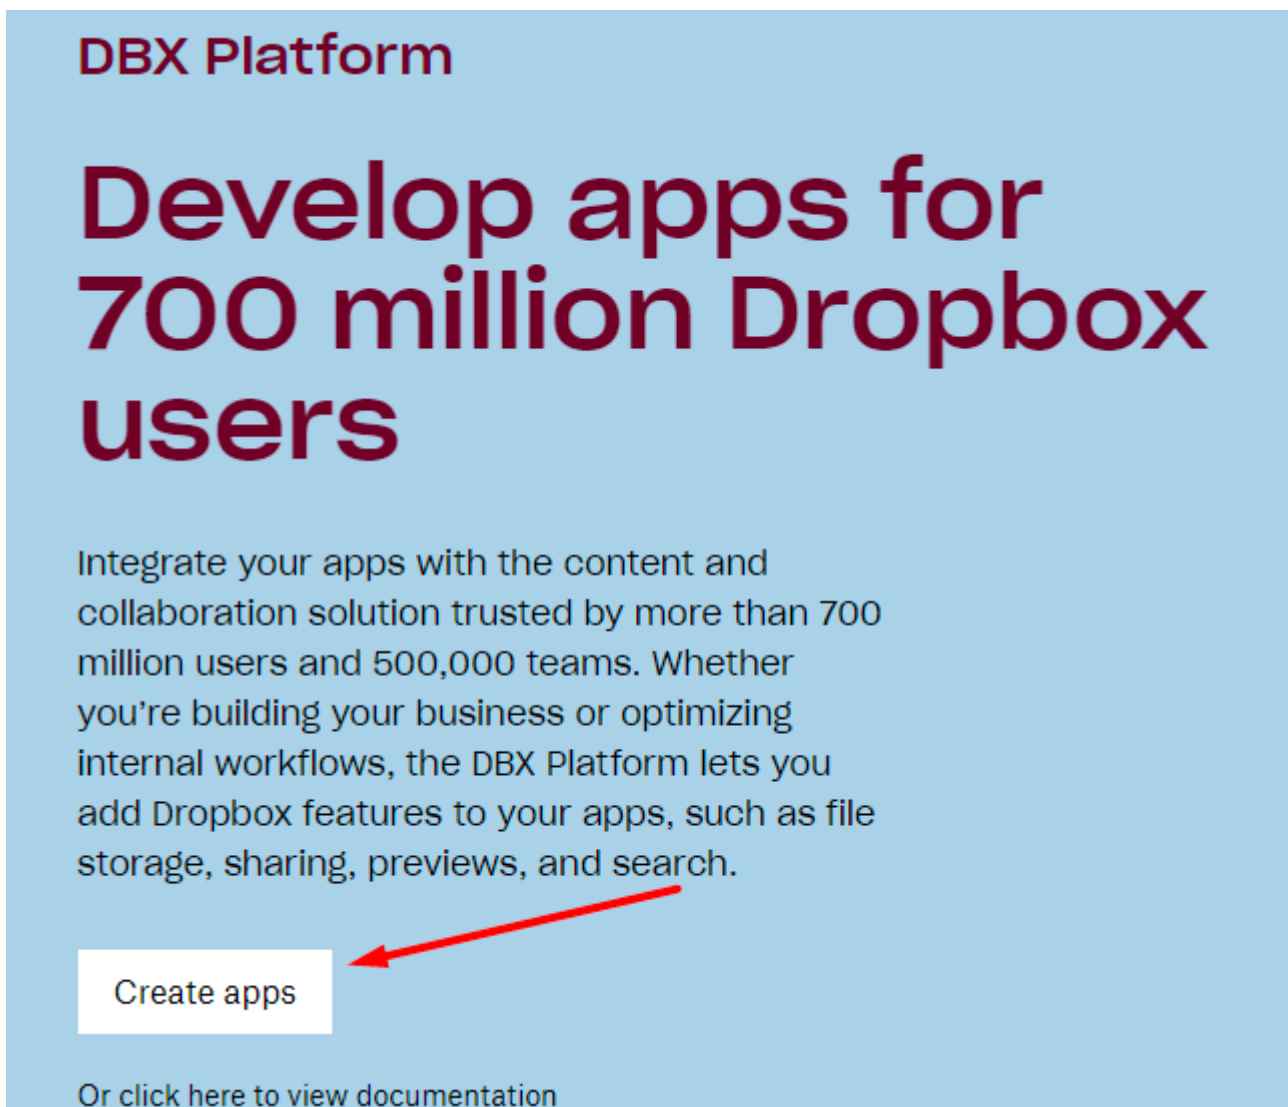 DBX Platform
Develop apps for
700 million Dropbox
users
Integrate your apps with the content and
collaboration solution trusted by more than 700
million users and 500,000 teams. Whether
you’re building your business or optimizing
internal workflows, the DBX Platform lets you
add Dropbox features to your apps, such as file
storage, sharing, previews, and search.
Create apps
Or click here to view documentation